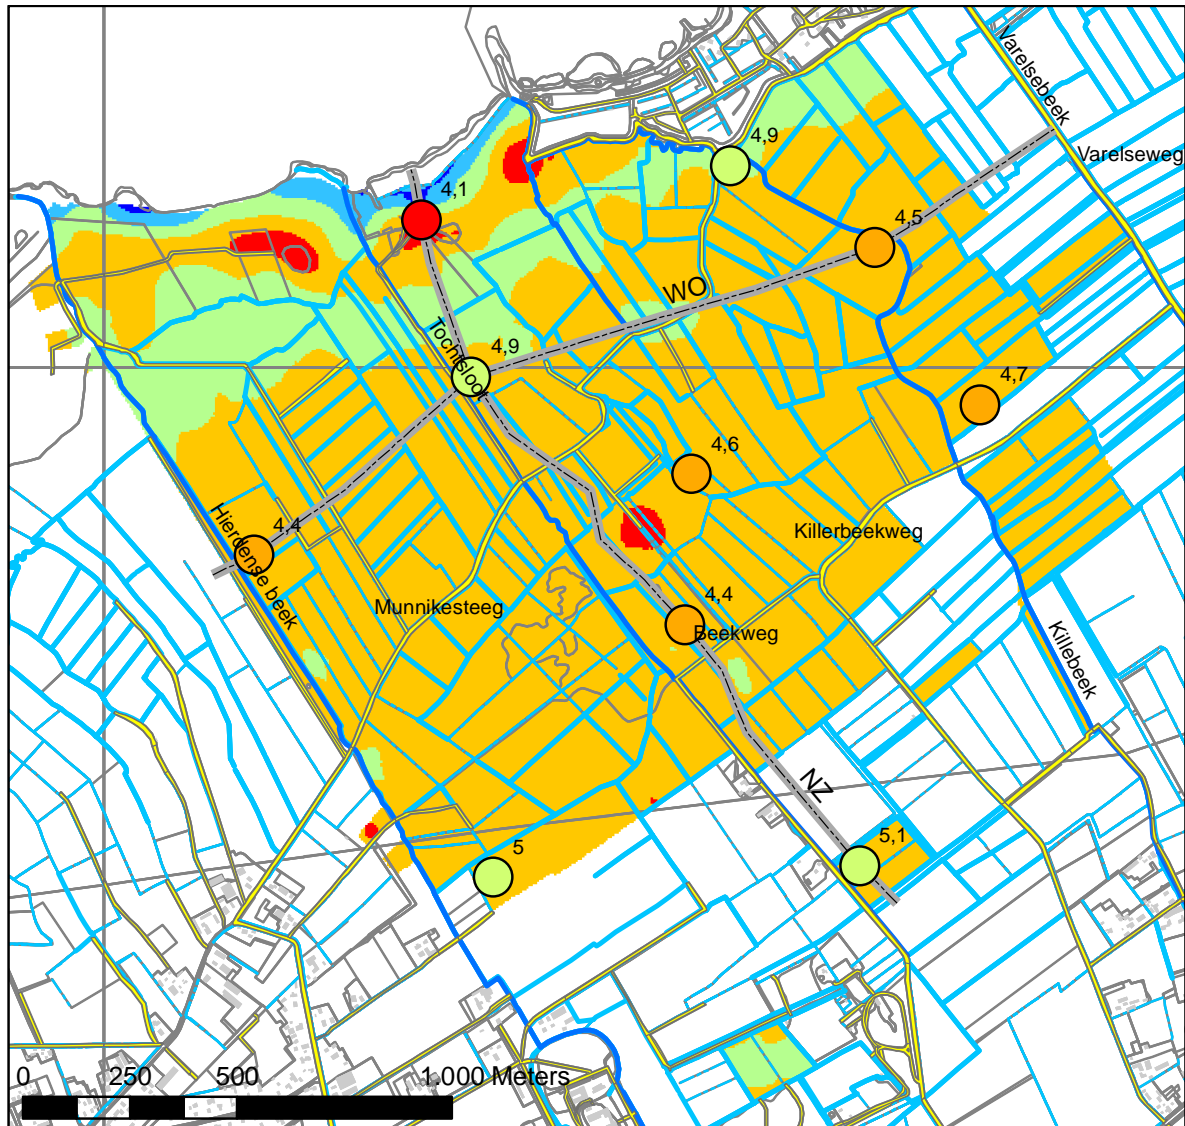 Varelsebeek
4,9
Varelseweg
4,1
4,5
WO
Tochtsloot
4,9
4,7
4,6
Hierdense beek
4,4
Killerbeekweg
Munnikesteeg
4,4
Beekweg
Killebeek
NZ
5
5,1
0 250 500 1.000 Meters